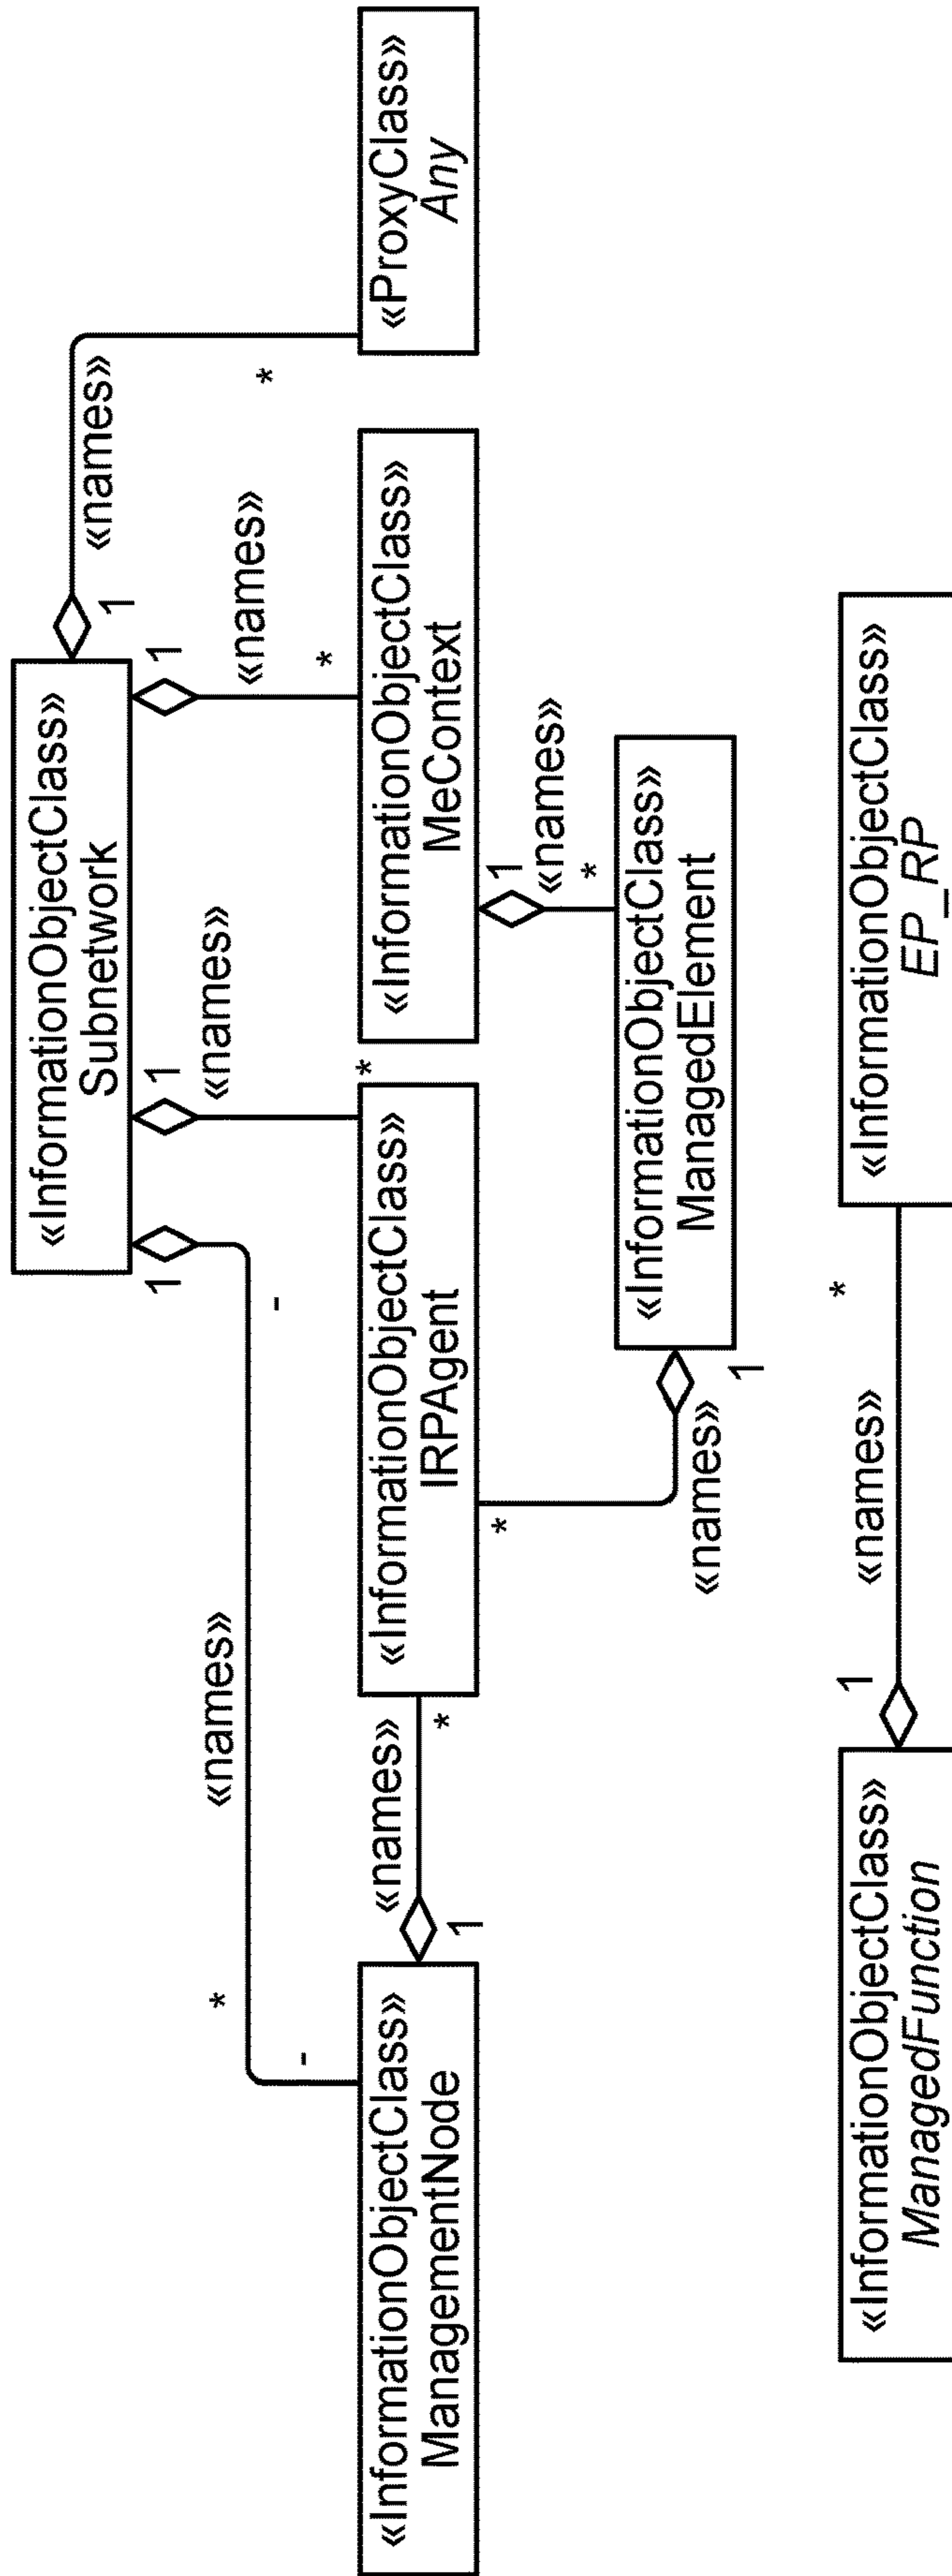 «InformationObjectClass»
Subnetwork
1
1
1
1
«names»
-
«names»
«names»
«names»
*
-
*
*
*
«InformationObjectClass»
ManagementNode
1
«names»
*
«InformationObjectClass»
IRPAgent
«InformationObjectClass»
MeContext
«ProxyClass»
Any
*
1
«names»
*
«names»
1
«InformationObjectClass»
ManagedElement
«InformationObjectClass»
ManagedFunction
1
«names»
*
«InformationObjectClass»
EP_RP